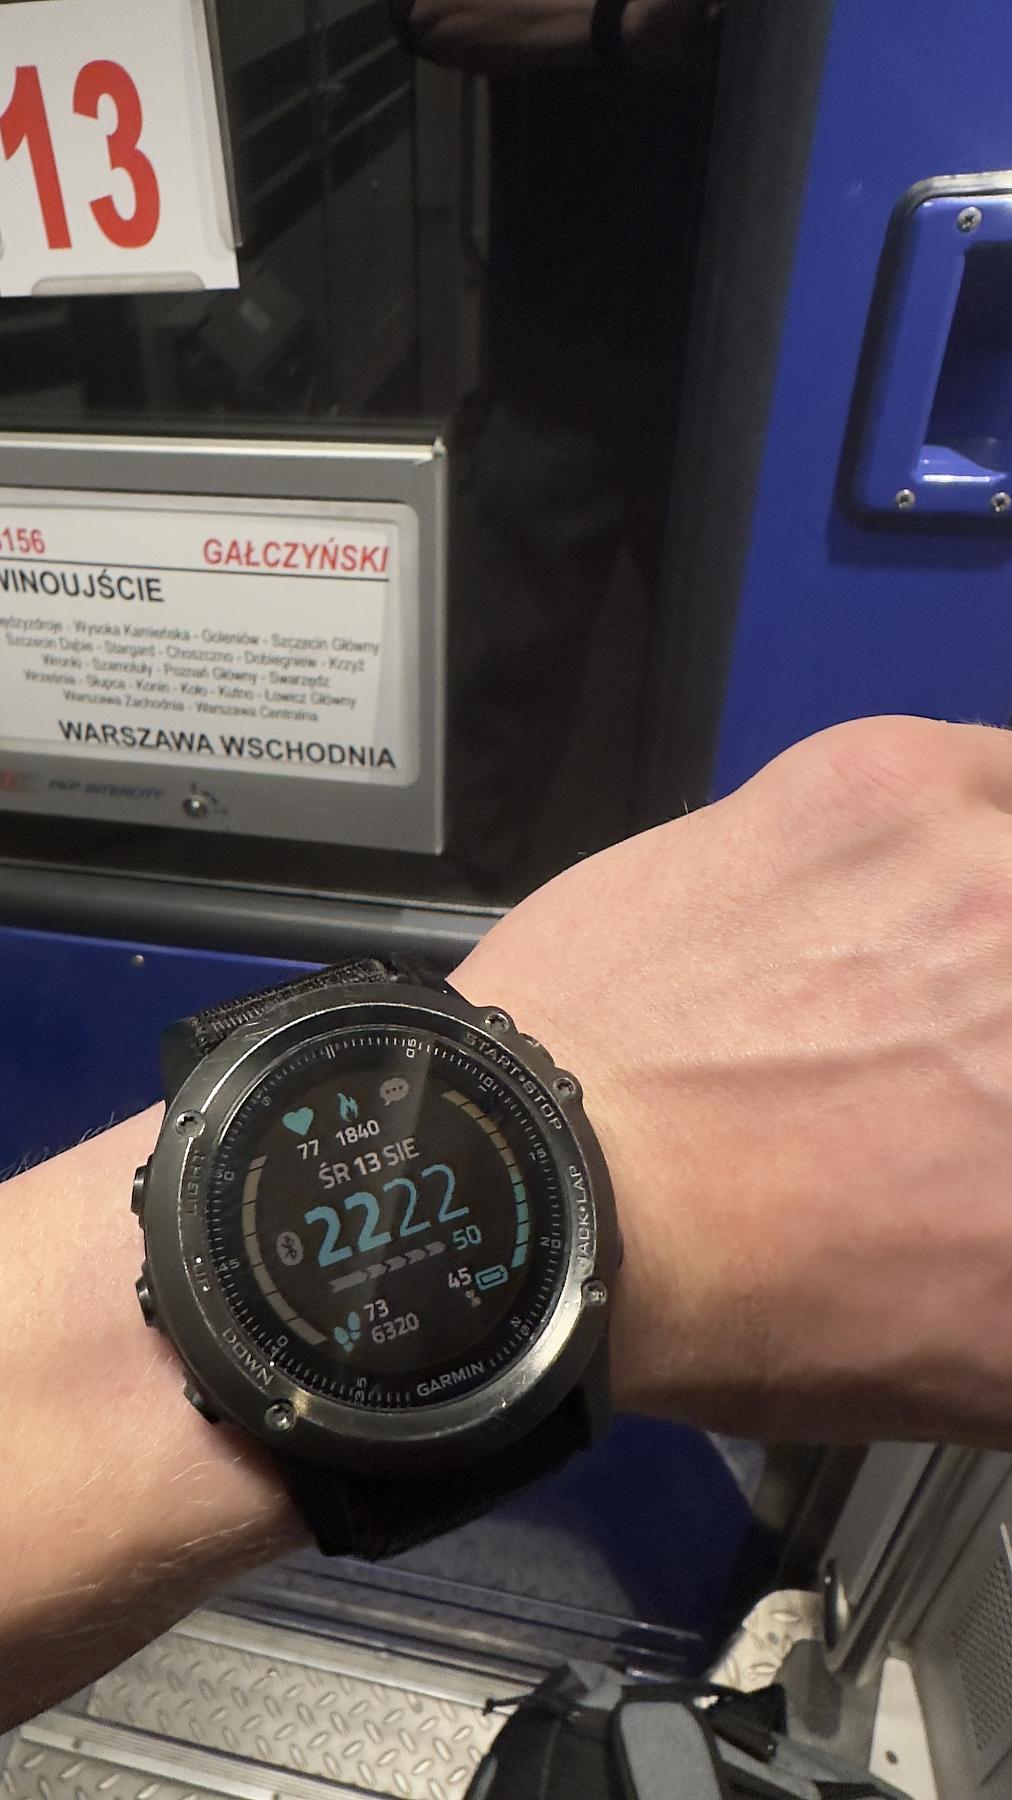 13
156
GAŁCZYŃSKI
WINOUJŚCIE
iędzyzdroje - Wysoka Kamieńska - Goleniów - Szczecin Główny
Szczecin Dąbie - Stargard - Choszczno - Dobiegniew - Krzyż
Wronki - Szamotuły - Poznań Główny - Swarzędz
Września - Słupca - Konin - Koło - Kutno - Łowicz Główny
Warszawa Zachodnia - Warszawa Centralna
WARSZAWA WSCHODNIA
PKP INTERCITY
START•STOP
LIGHT
BACK•LAP
UP
DOWN
77 1840
ŚR 13 SIE
2222
50
45
73
6320
GARMIN